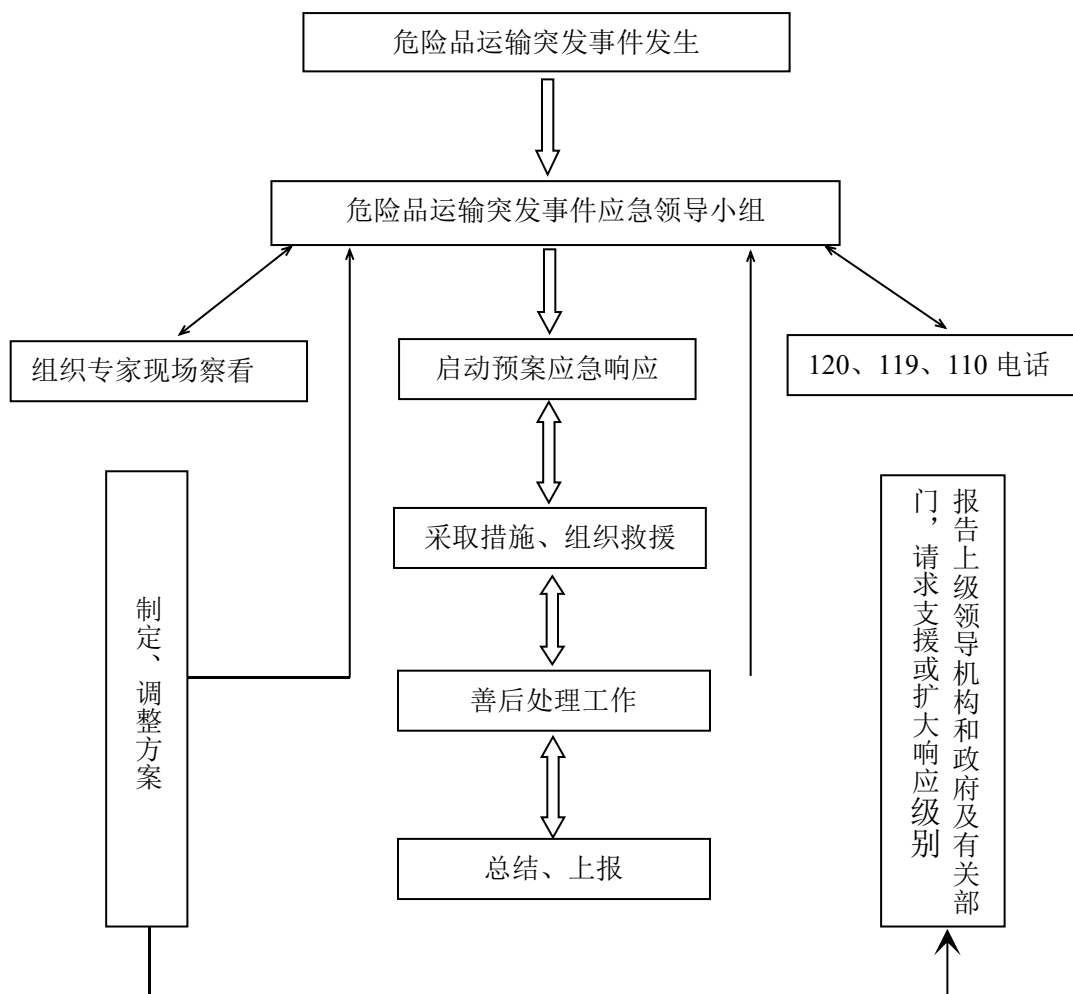 危险品运输突发事件发生
危险品运输突发事件应急领导小组
组织专家现场察看
启动预案应急响应
120、119、110 电话
采取措施、组织救援
制定、调整方案
报告上级领导机构和政府及有关部
门，请求支援或扩大响应级别
善后处理工作
总结、上报